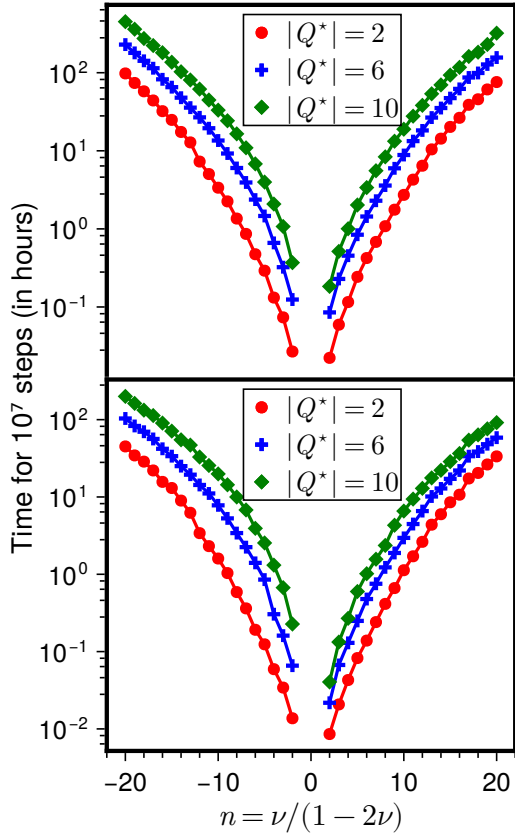 |Q⋆| = 2
|Q⋆| = 6
|Q⋆| = 10
10²
10¹
10⁰
10⁻¹
|Q⋆| = 2
|Q⋆| = 6
|Q⋆| = 10
10²
10¹
10⁰
10⁻¹
10⁻²
Time for 10⁷ steps (in hours)
−20 −10 0 10 20
n = ν/(1 − 2ν)